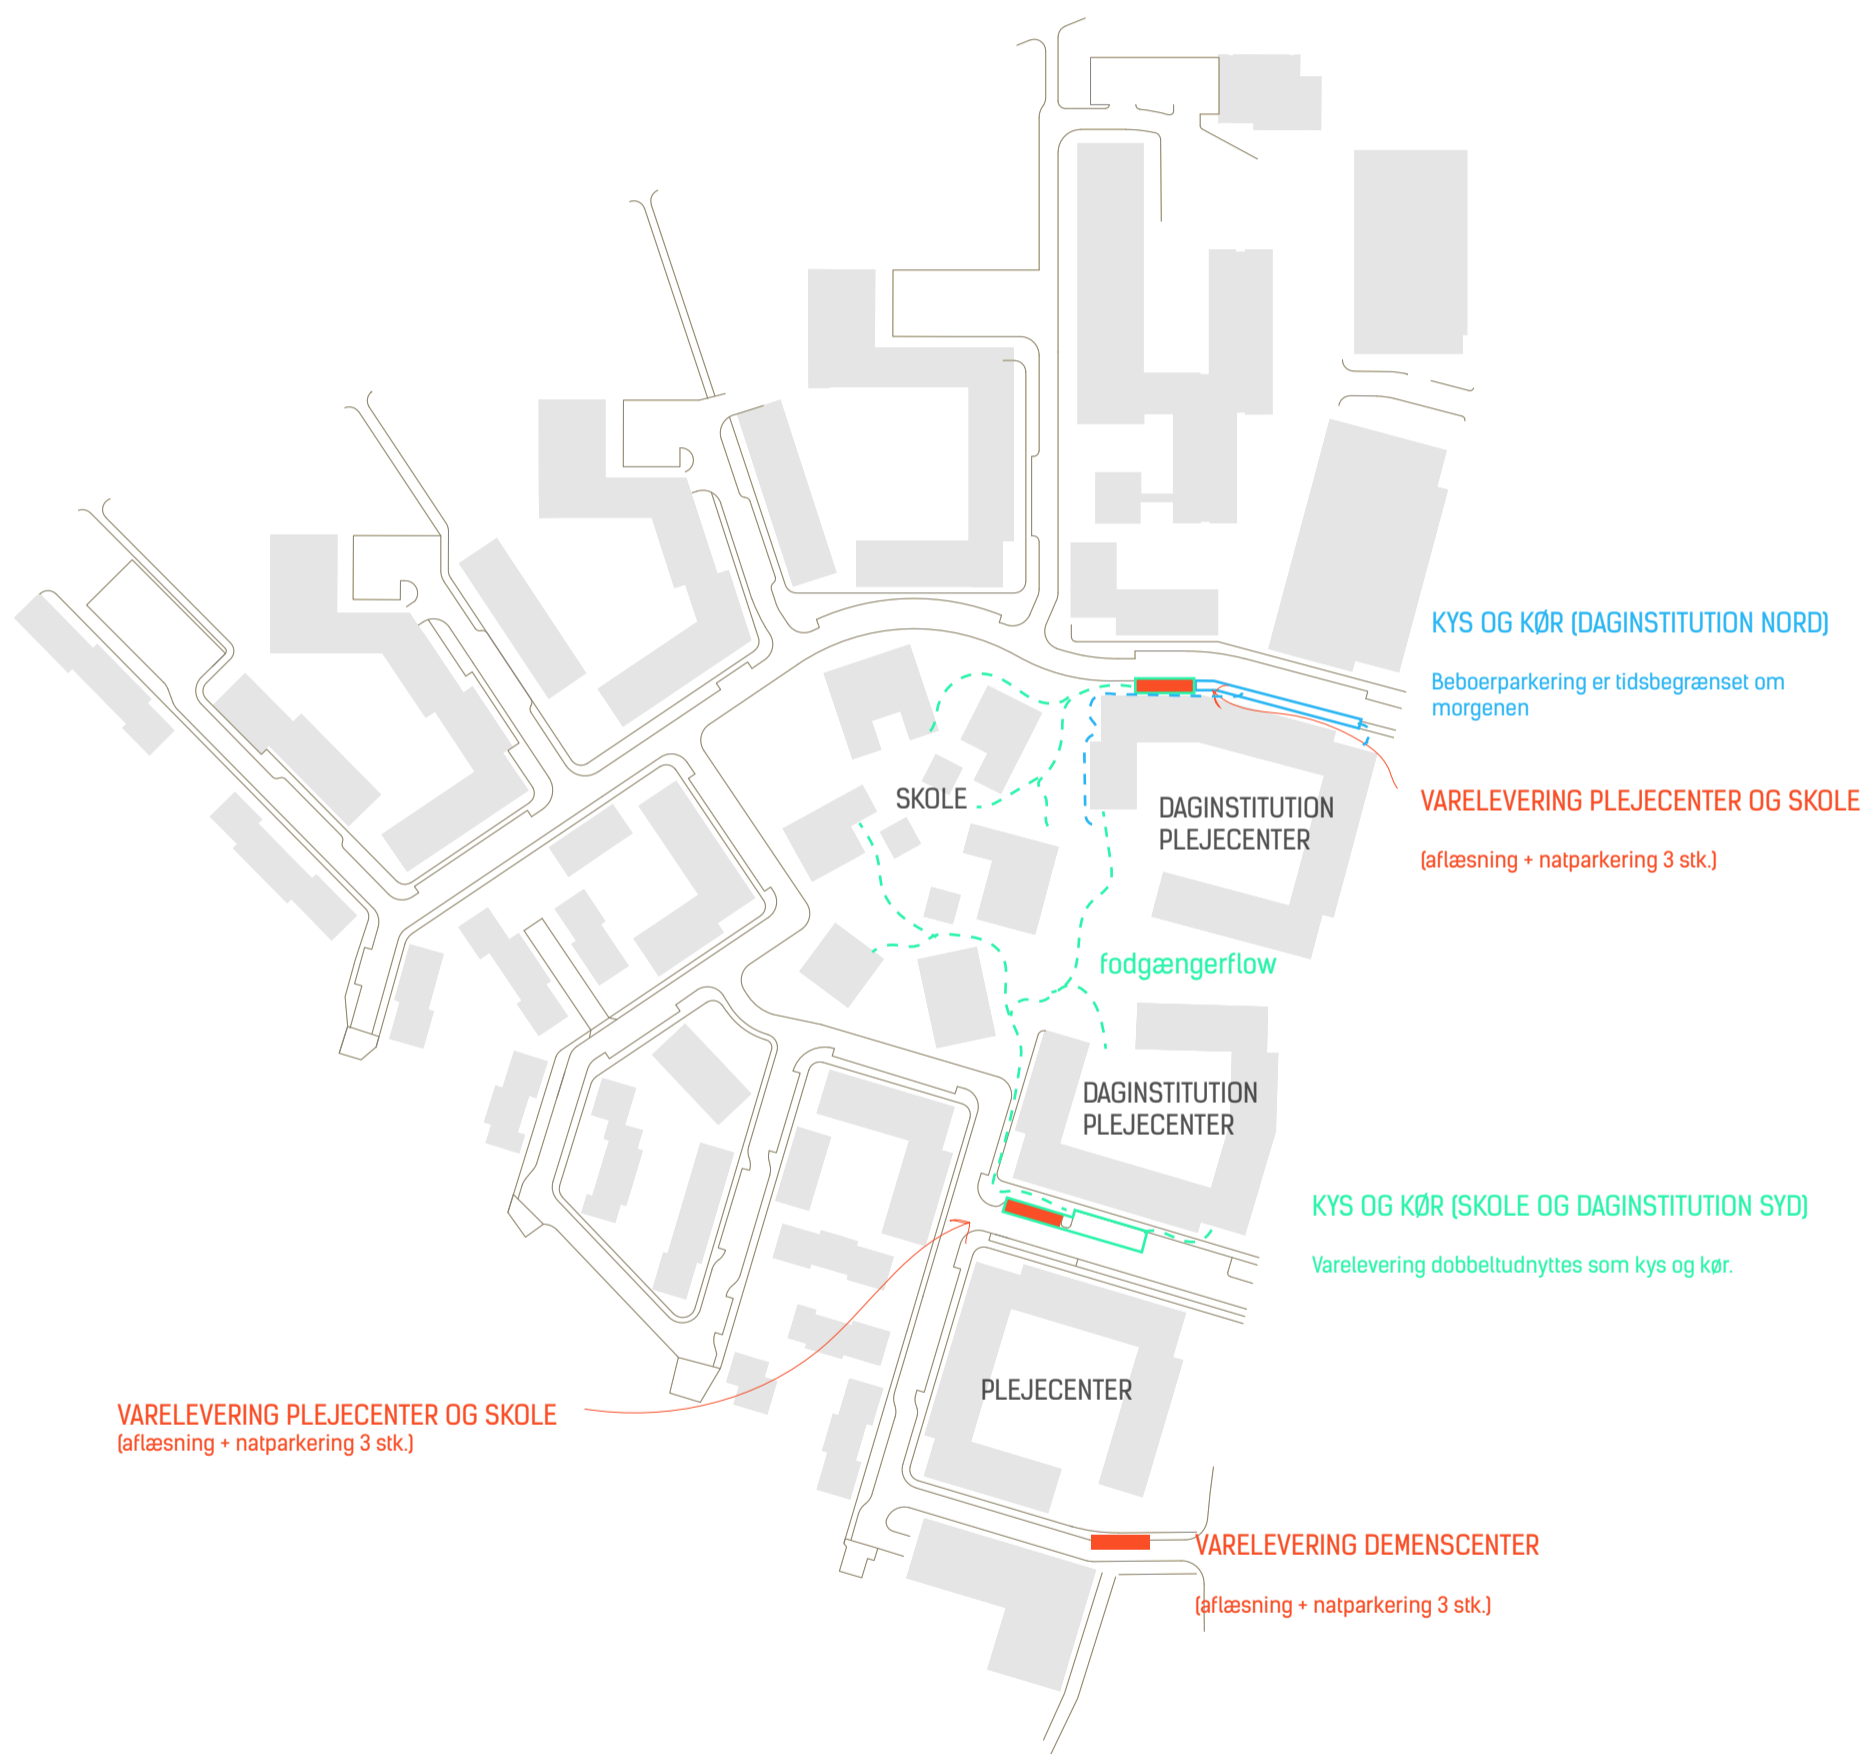 KYS OG KØR (DAGINSTITUTION NORD)
Beboerparkering er tidsbegrænset om
morgenen
SKOLE
DAGINSTITUTION
PLEJECENTER
VARELEVERING PLEJECENTER OG SKOLE
(aflæsning + natparkering 3 stk.)
fodgængerflow
DAGINSTITUTION
PLEJECENTER
KYS OG KØR (SKOLE OG DAGINSTITUTION SYD)
Varelevering dobbeltudnyttes som kys og kør.
PLEJECENTER
VARELEVERING PLEJECENTER OG SKOLE
(aflæsning + natparkering 3 stk.)
VARELEVERING DEMENSCENTER
(aflæsning + natparkering 3 stk.)